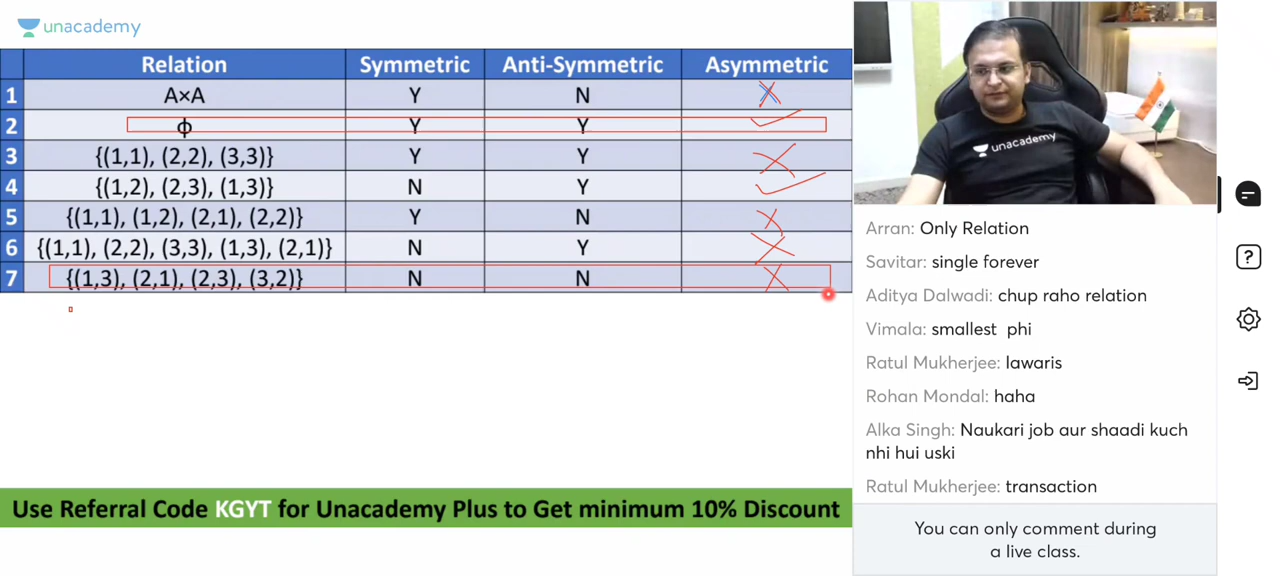 unacademy
Relation Symmetric Anti-Symmetric Asymmetric
1 A×A Y N
2 ф Y Y
3 {(1,1), (2,2), (3,3)} Y Y
4 {(1,2), (2,3), (1,3)} N Y
5 {(1,1), (1,2), (2,1), (2,2)} Y N
6 {(1,1), (2,2), (3,3), (1,3), (2,1)} N Y
7 {(1,3), (2,1), (2,3), (3,2)} N N
Use Referral Code KGYT for Unacademy Plus to Get minimum 10% Discount
unacademy
Arran: Only Relation
Savitar: single forever
Aditya Dalwadi: chup raho relation
Vimala: smallest phi
Ratul Mukherjee: lawaris
Rohan Mondal: haha
Alka Singh: Naukari job aur shaadi kuch
nhi hui uski
Ratul Mukherjee: transaction
You can only comment during
a live class.